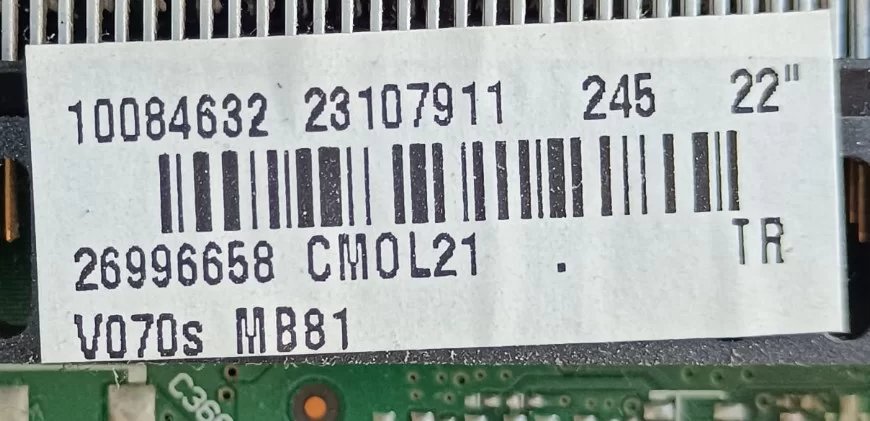 10084632 23107911 245 22"
26996658 CMOL21 . TR
V070s MB81